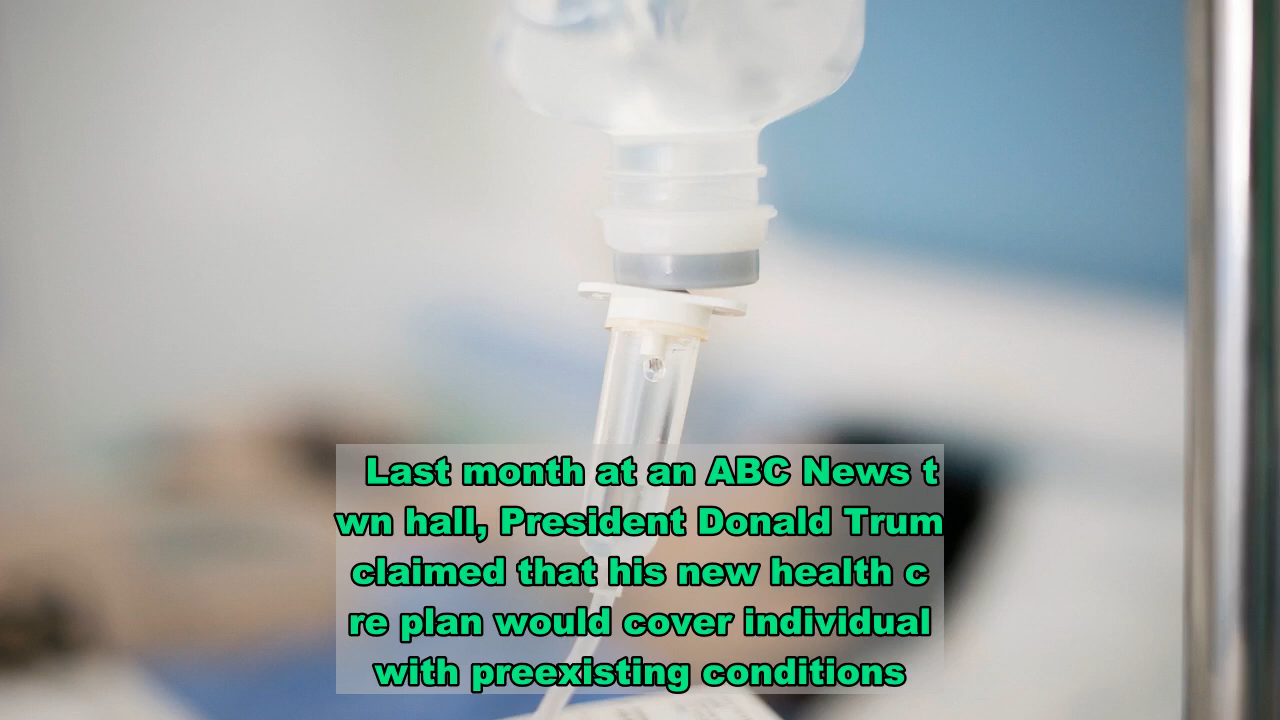 Last month at an ABC News t
wn hall, President Donald Trum
claimed that his new health c
re plan would cover individual
with preexisting conditions